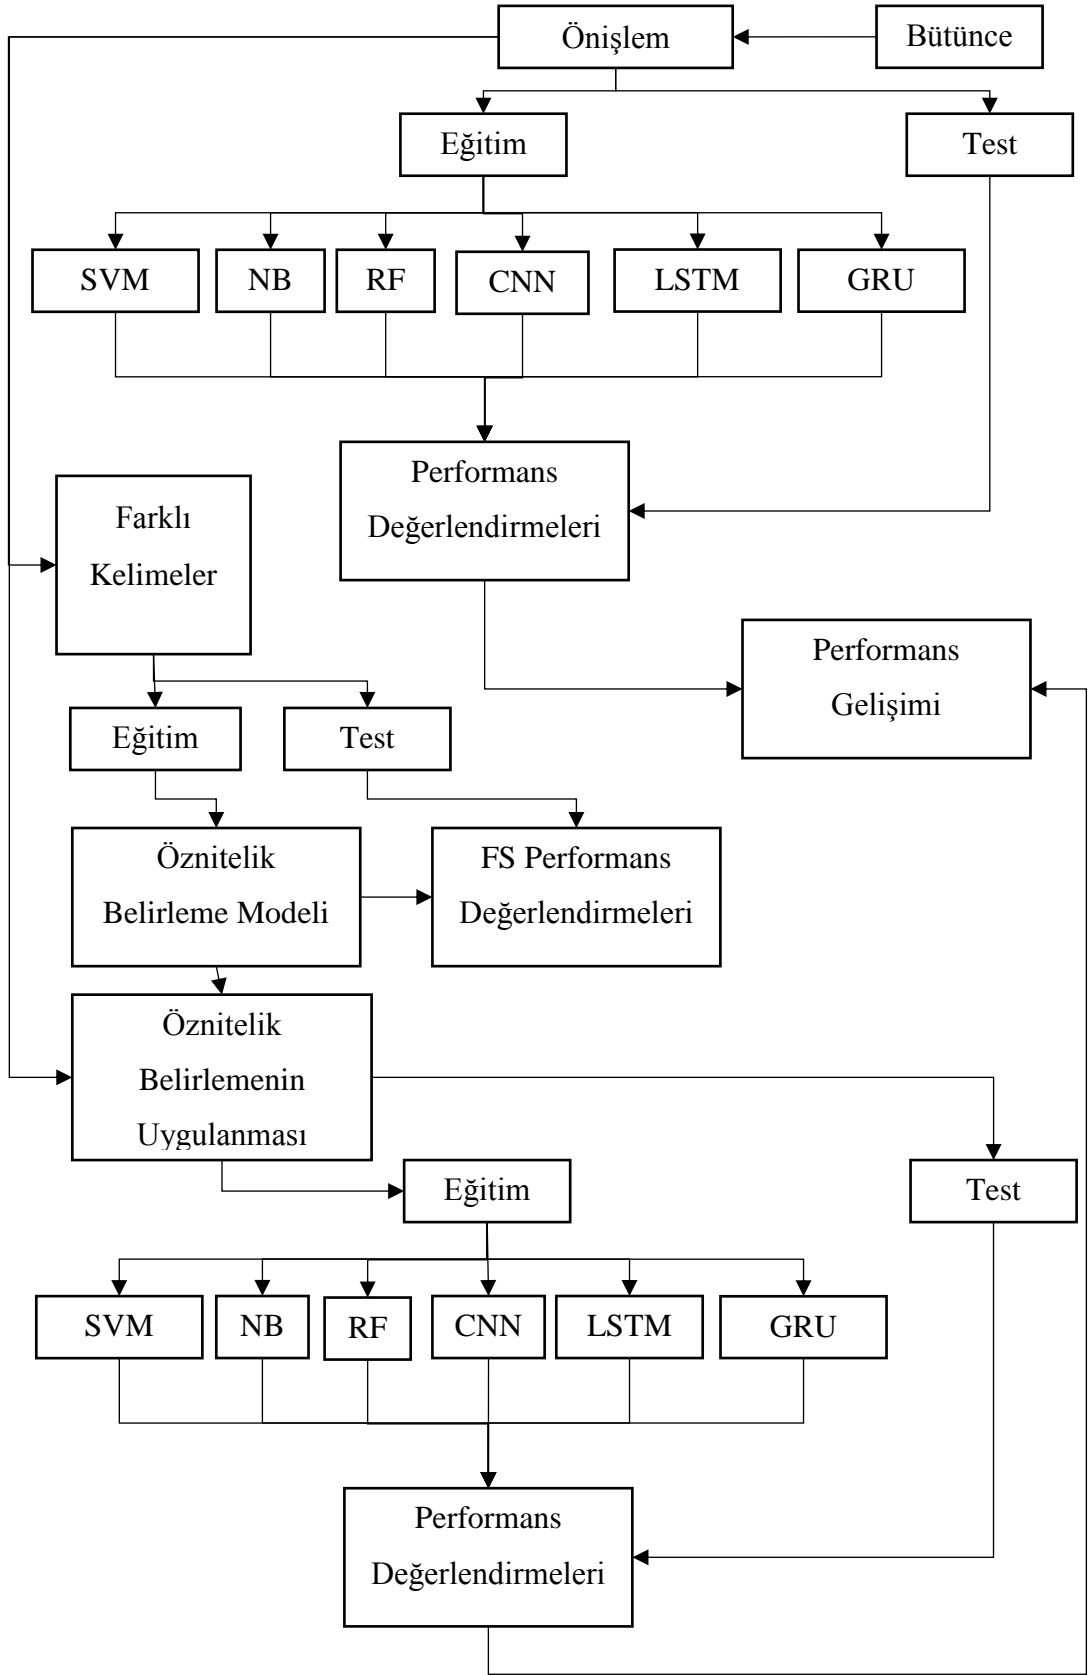 Önişlem
Bütünce
Eğitim
Test
SVM
NB
RF
CNN
LSTM
GRU
Performans
Değerlendirmeleri
Farklı
Kelimeler
Performans
Gelişimi
Eğitim
Test
Öznitelik
Belirleme Modeli
FS Performans
Değerlendirmeleri
Öznitelik
Belirlemenin
Uygulanması
Eğitim
Test
SVM
NB
RF
CNN
LSTM
GRU
Performans
Değerlendirmeleri